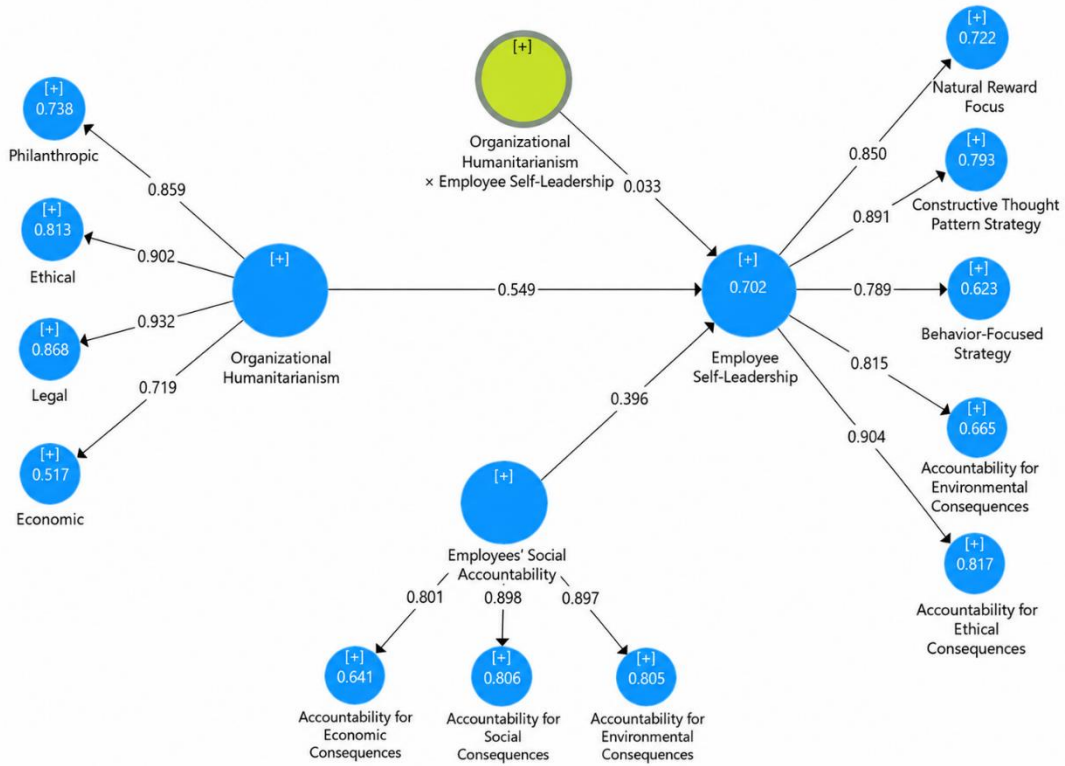 [+]
0.738
Philanthropic
[+]
0.813
Ethical
[+]
0.868
Legal
[+]
0.517
Economic
0.859
0.902
0.932
0.719
[+]
Organizational
Humanitarianism
[+]
Organizational
Humanitarianism
× Employee Self-Leadership
0.033
0.549
0.396
[+]
0.702
Employee
Self-Leadership
0.850
0.891
0.789
0.815
0.904
[+]
0.722
Natural Reward
Focus
[+]
0.793
Constructive Thought
Pattern Strategy
[+]
0.623
Behavior-Focused
Strategy
[+]
0.665
Accountability for
Environmental
Consequences
[+]
0.817
Accountability for
Ethical
Consequences
[+]
Employees' Social
Accountability
0.801
0.898
0.897
[+]
0.641
Accountability for
Economic
Consequences
[+]
0.806
Accountability for
Social
Consequences
[+]
0.805
Accountability for
Environmental
Consequences